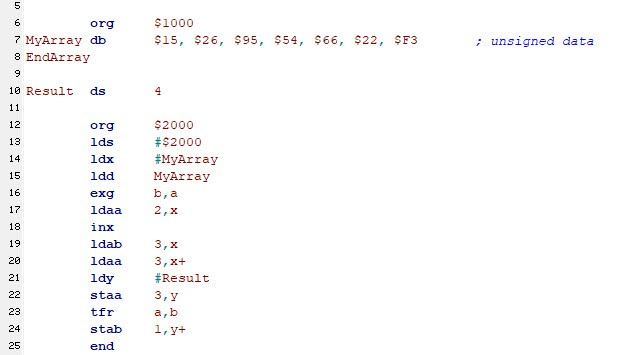 5
6 org $1000
7 MyArray db $15, $26, $95, $54, $66, $22, $F3 ; unsigned data
8 EndArray
9
10 Result ds 4
11
12 org $2000
13 lds #$2000
14 ldx #MyArray
15 ldd MyArray
16 exg b,a
17 ldaa 2,x
18 inx
19 ldab 3,x
20 ldaa 3,x+
21 ldy #Result
22 staa 3,y
23 tfr a,b
24 stab 1,y+
25 end